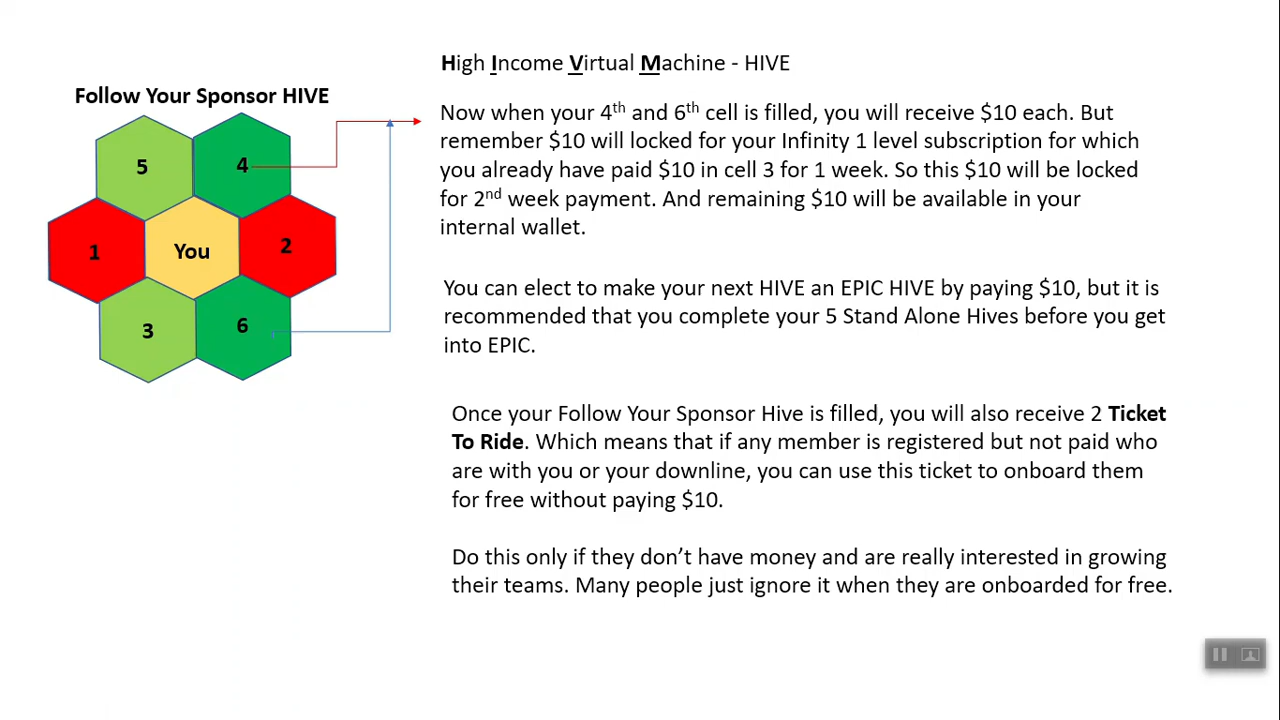 High Income Virtual Machine - HIVE
Follow Your Sponsor HIVE
5
4
1
You
2
3
6
Now when your 4th and 6th cell is filled, you will receive $10 each. But
remember $10 will locked for your Infinity 1 level subscription for which
you already have paid $10 in cell 3 for 1 week. So this $10 will be locked
for 2nd week payment. And remaining $10 will be available in your
internal wallet.
You can elect to make your next HIVE an EPIC HIVE by paying $10, but it is
recommended that you complete your 5 Stand Alone Hives before you get
into EPIC.
Once your Follow Your Sponsor Hive is filled, you will also receive 2 Ticket
To Ride. Which means that if any member is registered but not paid who
are with you or your downline, you can use this ticket to onboard them
for free without paying $10.
Do this only if they don’t have money and are really interested in growing
their teams. Many people just ignore it when they are onboarded for free.